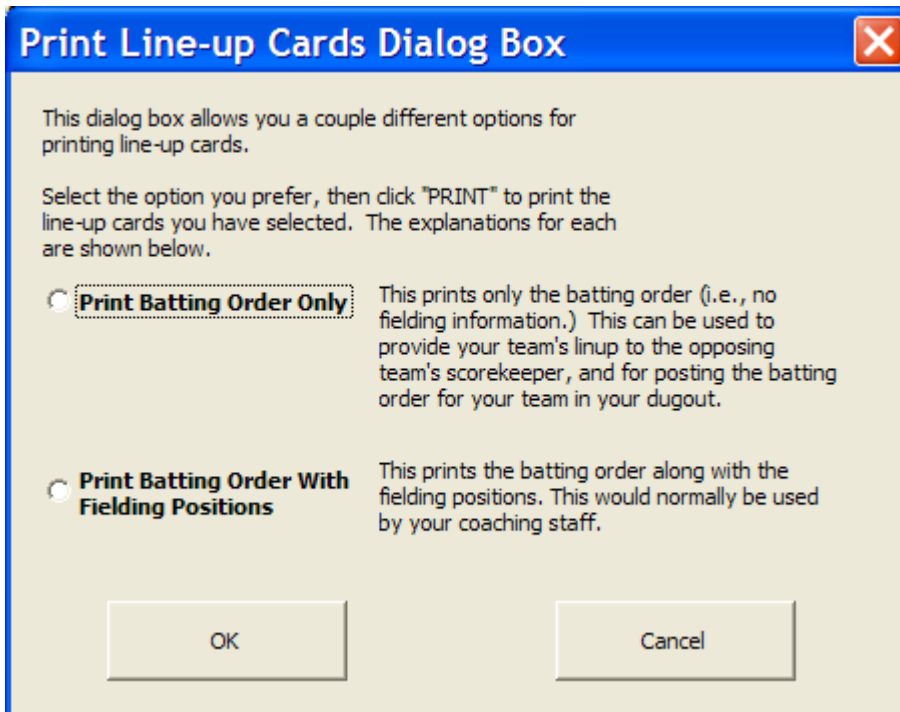 Print Line-up Cards Dialog Box
This dialog box allows you a couple different options for
printing line-up cards.
Select the option you prefer, then click "PRINT" to print the
line-up cards you have selected.  The explanations for each
are shown below.
Print Batting Order Only
This prints only the batting order (i.e., no
fielding information.)  This can be used to
provide your team's linup to the opposing
team's scorekeeper, and for posting the batting
order for your team in your dugout.
Print Batting Order With
Fielding Positions
This prints the batting order along with the
fielding positions. This would normally be used
by your coaching staff.
OK
Cancel